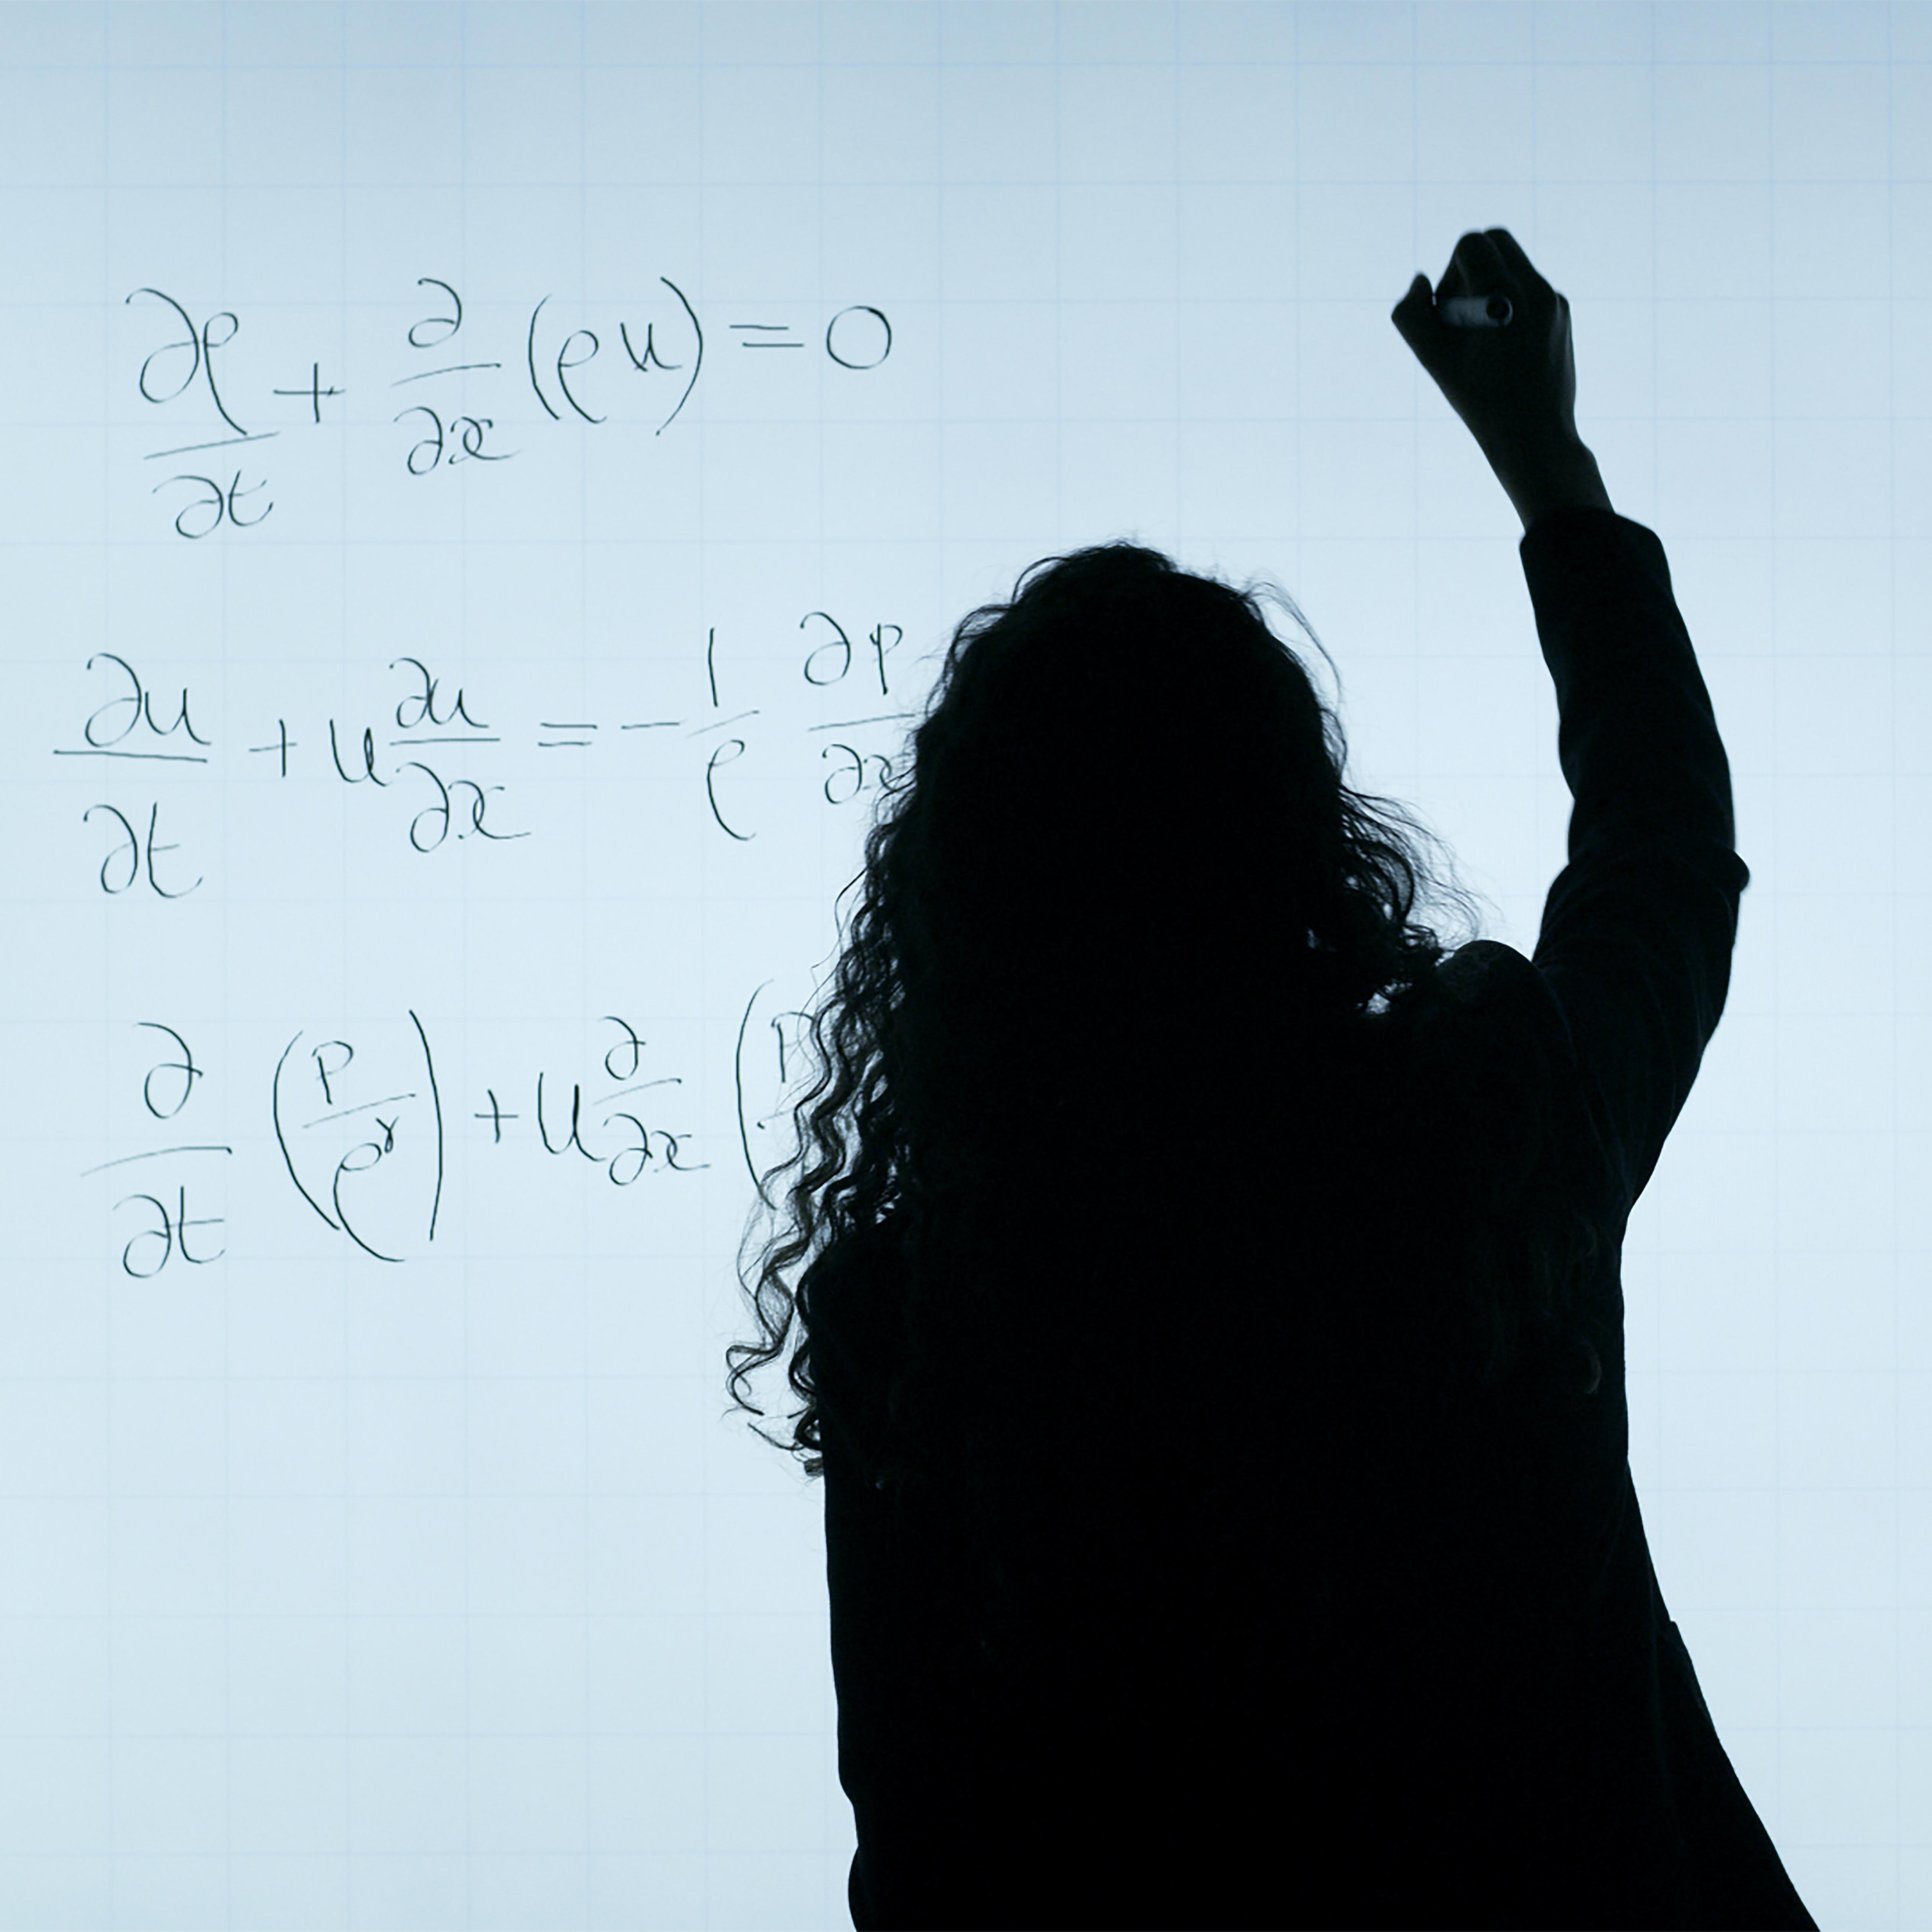 ∂ρ/∂t + ∂/∂x (ρu) = 0
∂u/∂t + u ∂u/∂x = - 1/ρ ∂p/∂x
∂/∂t (p/ρ^γ) + u ∂/∂x (p